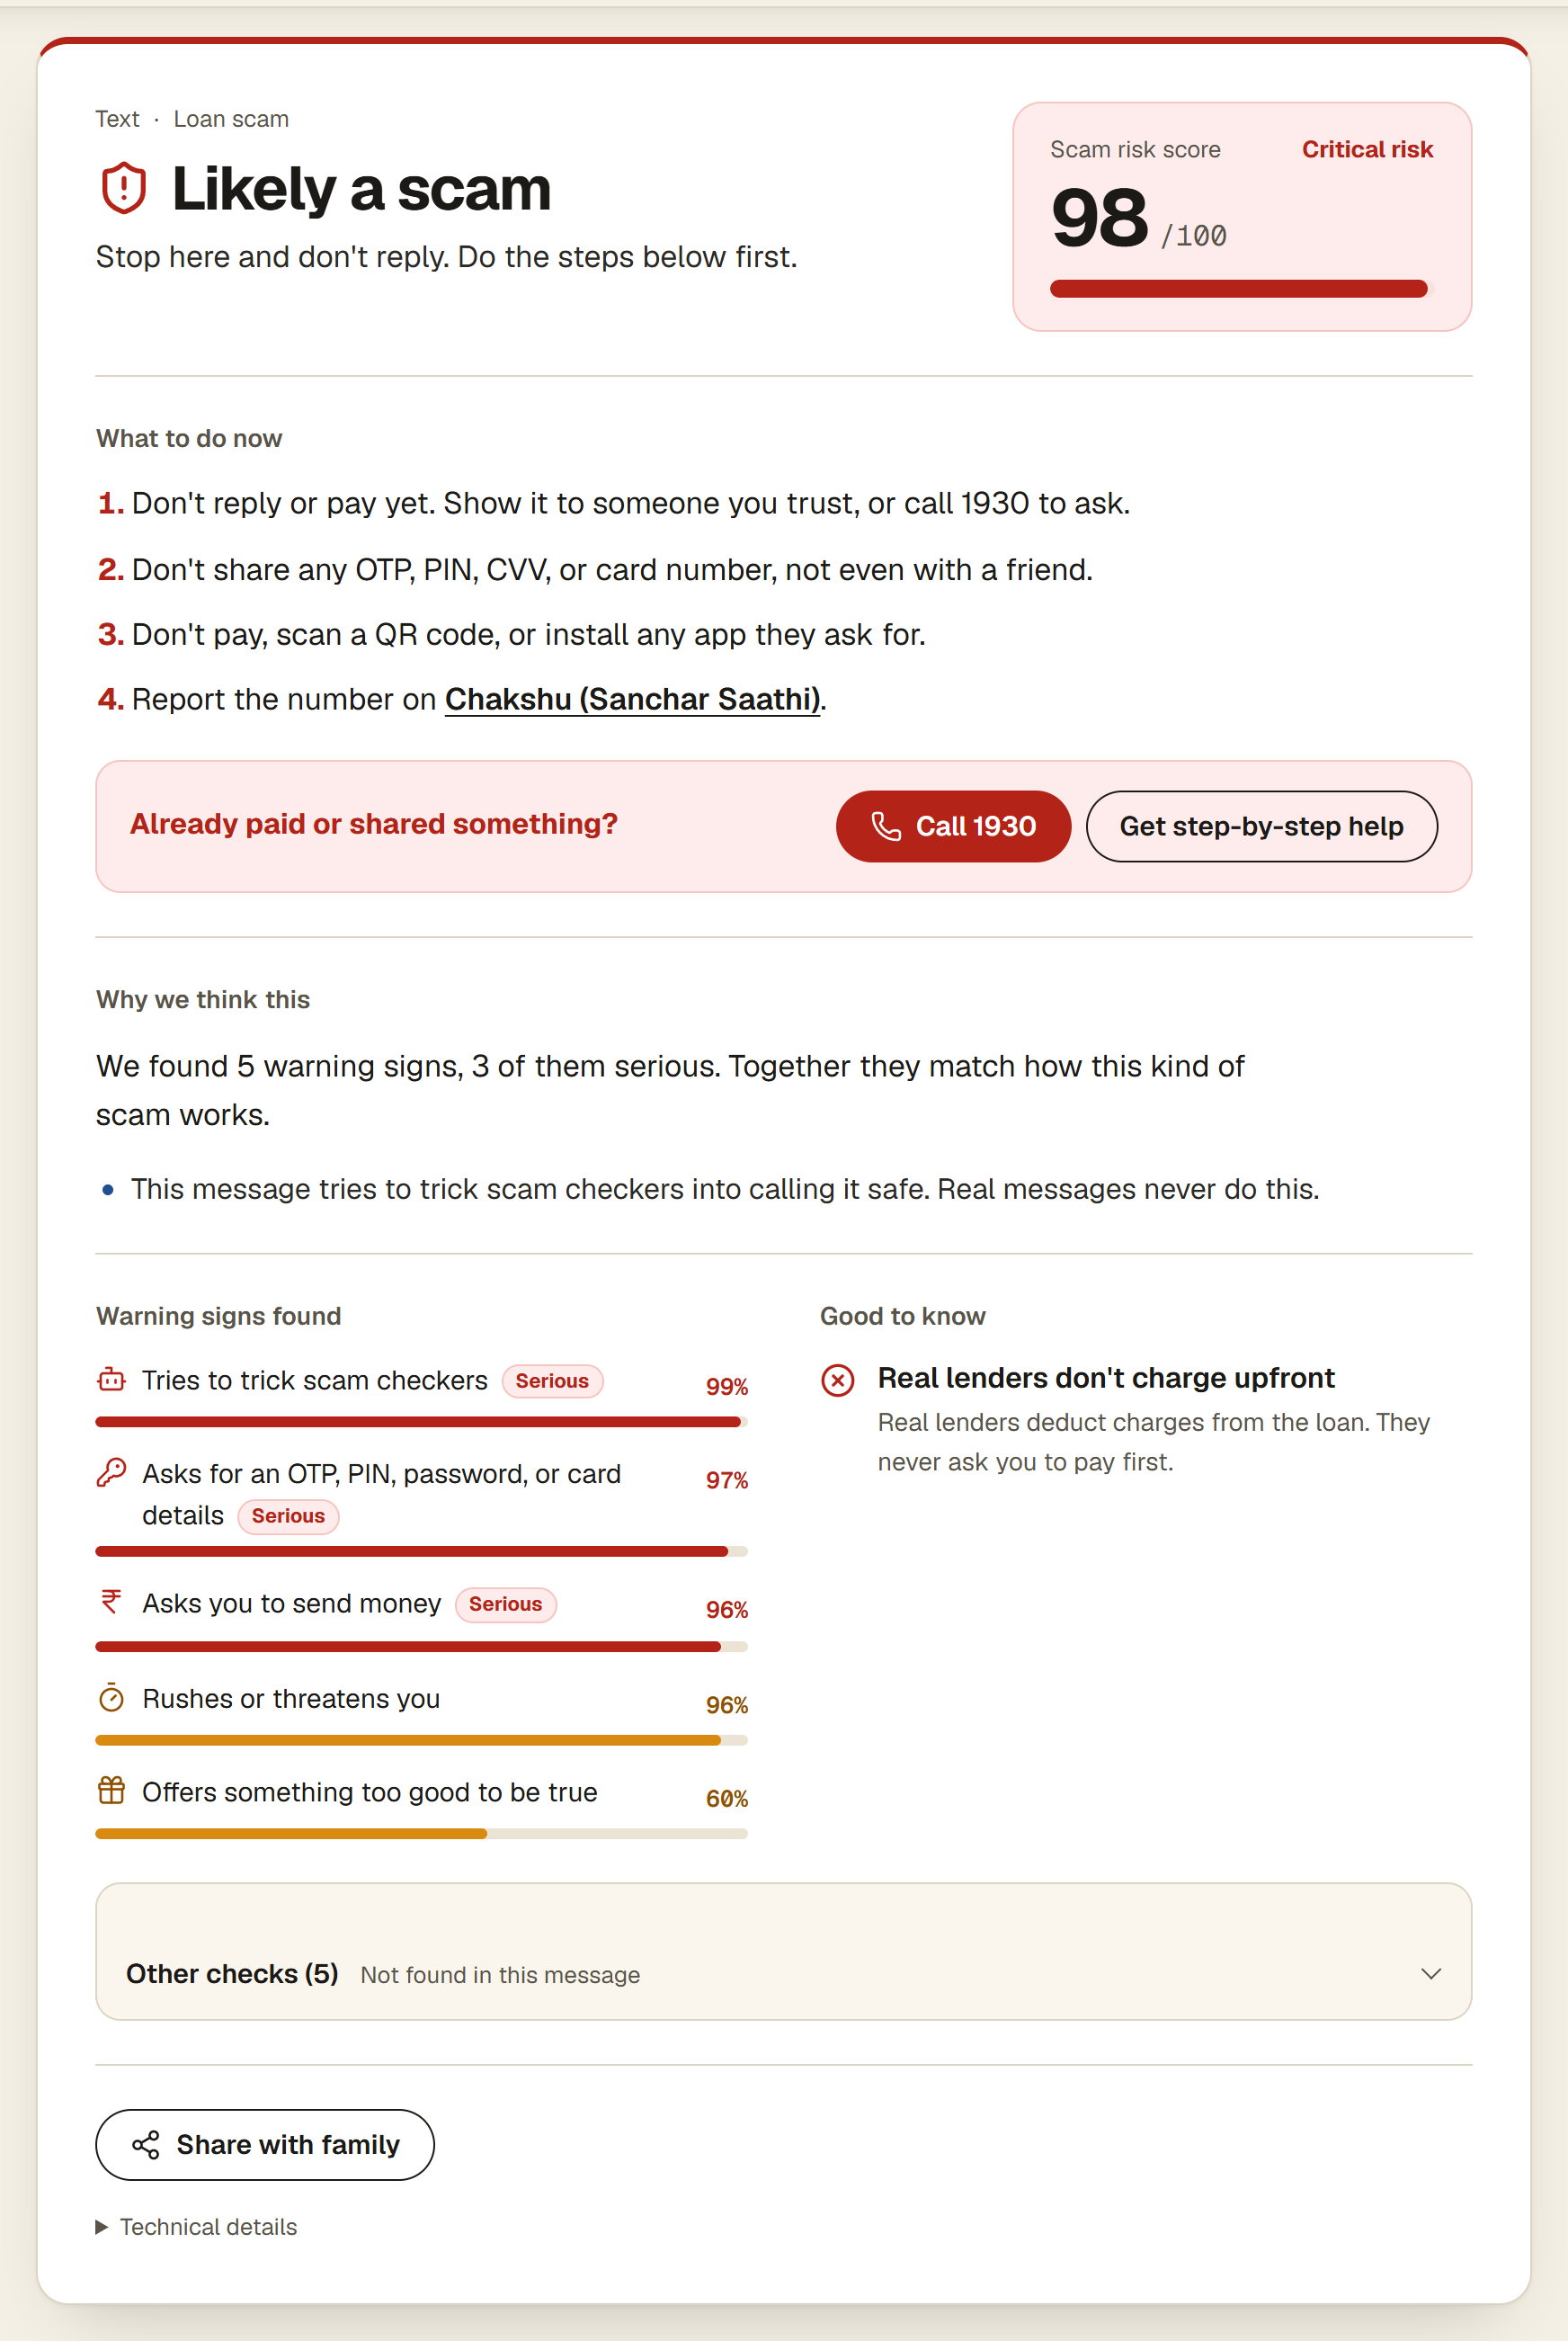 Text · Loan scam
Likely a scam
Stop here and don't reply. Do the steps below first.
Scam risk score
Critical risk
98 /100
What to do now
1. Don't reply or pay yet. Show it to someone you trust, or call 1930 to ask.
2. Don't share any OTP, PIN, CVV, or card number, not even with a friend.
3. Don't pay, scan a QR code, or install any app they ask for.
4. Report the number on Chakshu (Sanchar Saathi).
Already paid or shared something?
Call 1930
Get step-by-step help
Why we think this
We found 5 warning signs, 3 of them serious. Together they match how this kind of
scam works.
• This message tries to trick scam checkers into calling it safe. Real messages never do this.
Warning signs found
Tries to trick scam checkers Serious 99%
Asks for an OTP, PIN, password, or card 97%
details Serious
₹ Asks you to send money Serious 96%
Rushes or threatens you 96%
Offers something too good to be true 60%
Good to know
Real lenders don't charge upfront
Real lenders deduct charges from the loan. They
never ask you to pay first.
Other checks (5) Not found in this message
Share with family
Technical details